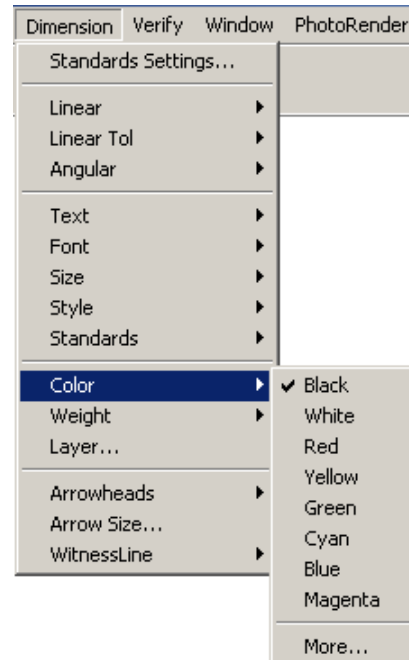 Dimension Verify Window PhotoRender
Standards Settings...
Linear
Linear Tol
Angular
Text
Font
Size
Style
Standards
Color
Weight
Layer...
Arrowheads
Arrow Size...
WitnessLine
Black
White
Red
Yellow
Green
Cyan
Blue
Magenta
More...